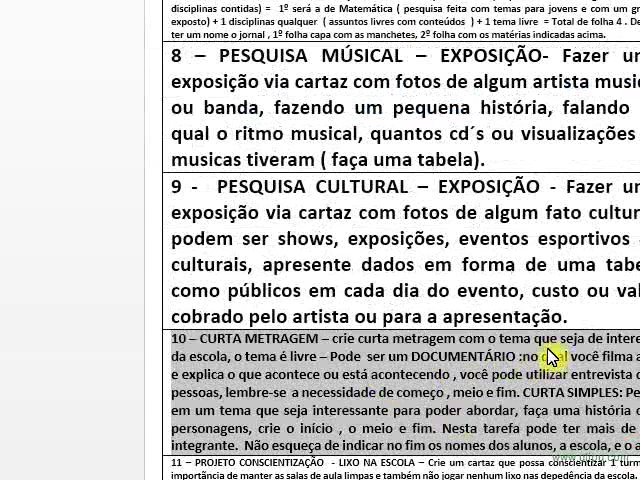 disciplinas contidas) = 1º será a de Matemática ( pesquisa feita com temas para jovens e com um gr
exposto) + 1 disciplinas qualquer ( assuntos livres com conteúdos ) + 1 tema livre = Total de folha 4 . De
ter um nome o jornal , 1º folha capa com as manchetes, 2º folha com os matérias indicadas acima.
8 – PESQUISA MÚSICAL – EXPOSIÇÃO- Fazer um
exposição via cartaz com fotos de algum artista music
ou banda, fazendo um pequena história, falando
qual o ritmo musical, quantos cd´s ou visualizações
musicas tiveram ( faça uma tabela).
9 - PESQUISA CULTURAL – EXPOSIÇÃO - Fazer um
exposição via cartaz com fotos de algum fato cultur
podem ser shows, exposições, eventos esportivos
culturais, apresente dados em forma de uma tabe
como públicos em cada dia do evento, custo ou val
cobrado pelo artista ou para a apresentação.
10 – CURTA METRAGEM – crie curta metragem com o tema que seja de intere
da escola, o tema é livre – Pode ser um DOCUMENTÁRIO :no qual você filma a
e explica o que acontece ou está acontecendo , você pode utilizar entrevista c
pessoas, lembre-se a necessidade de começo , meio e fim. CURTA SIMPLES: Pe
em um tema que seja interessante para poder abordar, faça uma história c
personagens, crie o início , o meio e fim. Nesta tarefa pode ter mais de
integrante. Não esqueça de indicar no fim os nomes dos alunos, a escola, e o a
11 – PROJETO CONSCIENTIZAÇÃO - LIXO NA ESCOLA – Crie um cartaz que possa conscientizar 1 turm
importância de manter as salas de aula limpas e também não jogar nenhum lixo nas dependência da esc